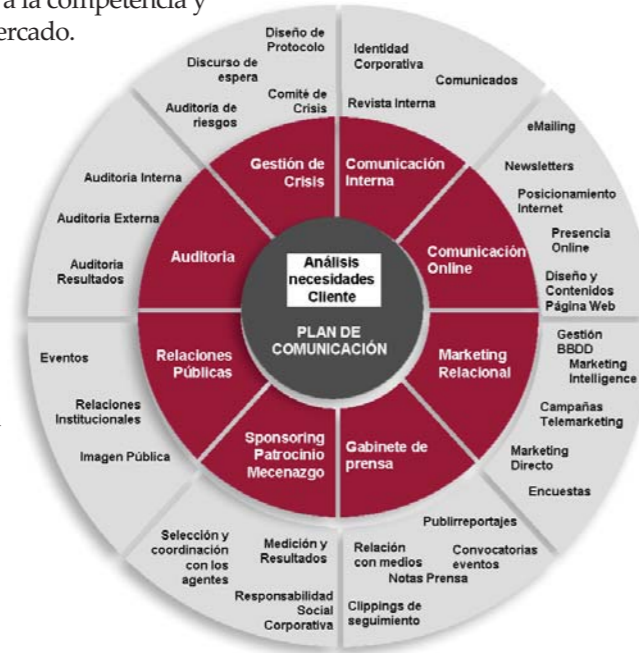 a la competencia y
ercado.
Diseño de
Protocolo
Discurso de
espera
Comité de
Crisis
Auditoria de
riesgos
Identidad
Corporativa
Comunicados
Revista Interna
eMailing
Newsletters
Posicionamiento
Internet
Presencia
Online
Diseño y
Contenidos
Página Web
Gestión
BBDD
Marketing
Intelligence
Campañas
Telemarketing
Marketing
Directo
Encuestas
Publirreportajes
Convocatorias
eventos
Relación
con medios
Notas Prensa
Clippings de
seguimiento
Medición y
Resultados
Responsabilidad
Social
Corporativa
Selección y
coordinación
con los
agentes
Imagen Pública
Relaciones
Institucionales
Eventos
Auditoria
Resultados
Auditoria Externa
Auditoria Interna
Gestión de
Crisis
Comunicación
Interna
Comunicación
Online
Marketing
Relacional
Gabinete de
prensa
Sponsoring
Patrocinio
Mecenazgo
Relaciones
Públicas
Auditoria
Análisis
necesidades
Cliente
PLAN DE
COMUNICACIÓN